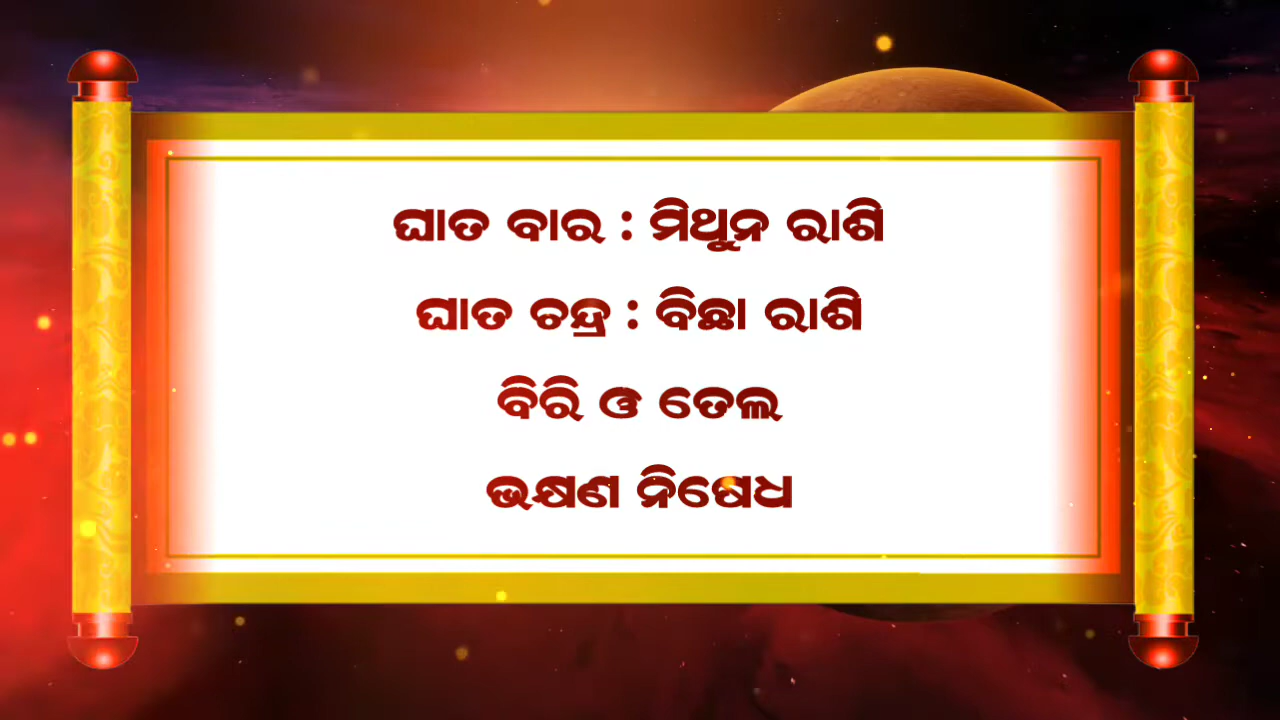 ଘାତ ବାର : ମିଥୁନ ରାଶି
ଘାତ ଚନ୍ଦ୍ର : ବିଛା ରାଶି
ବିରି ଓ ତେଲ
ଭକ୍ଷଣ ନିଷେଧ